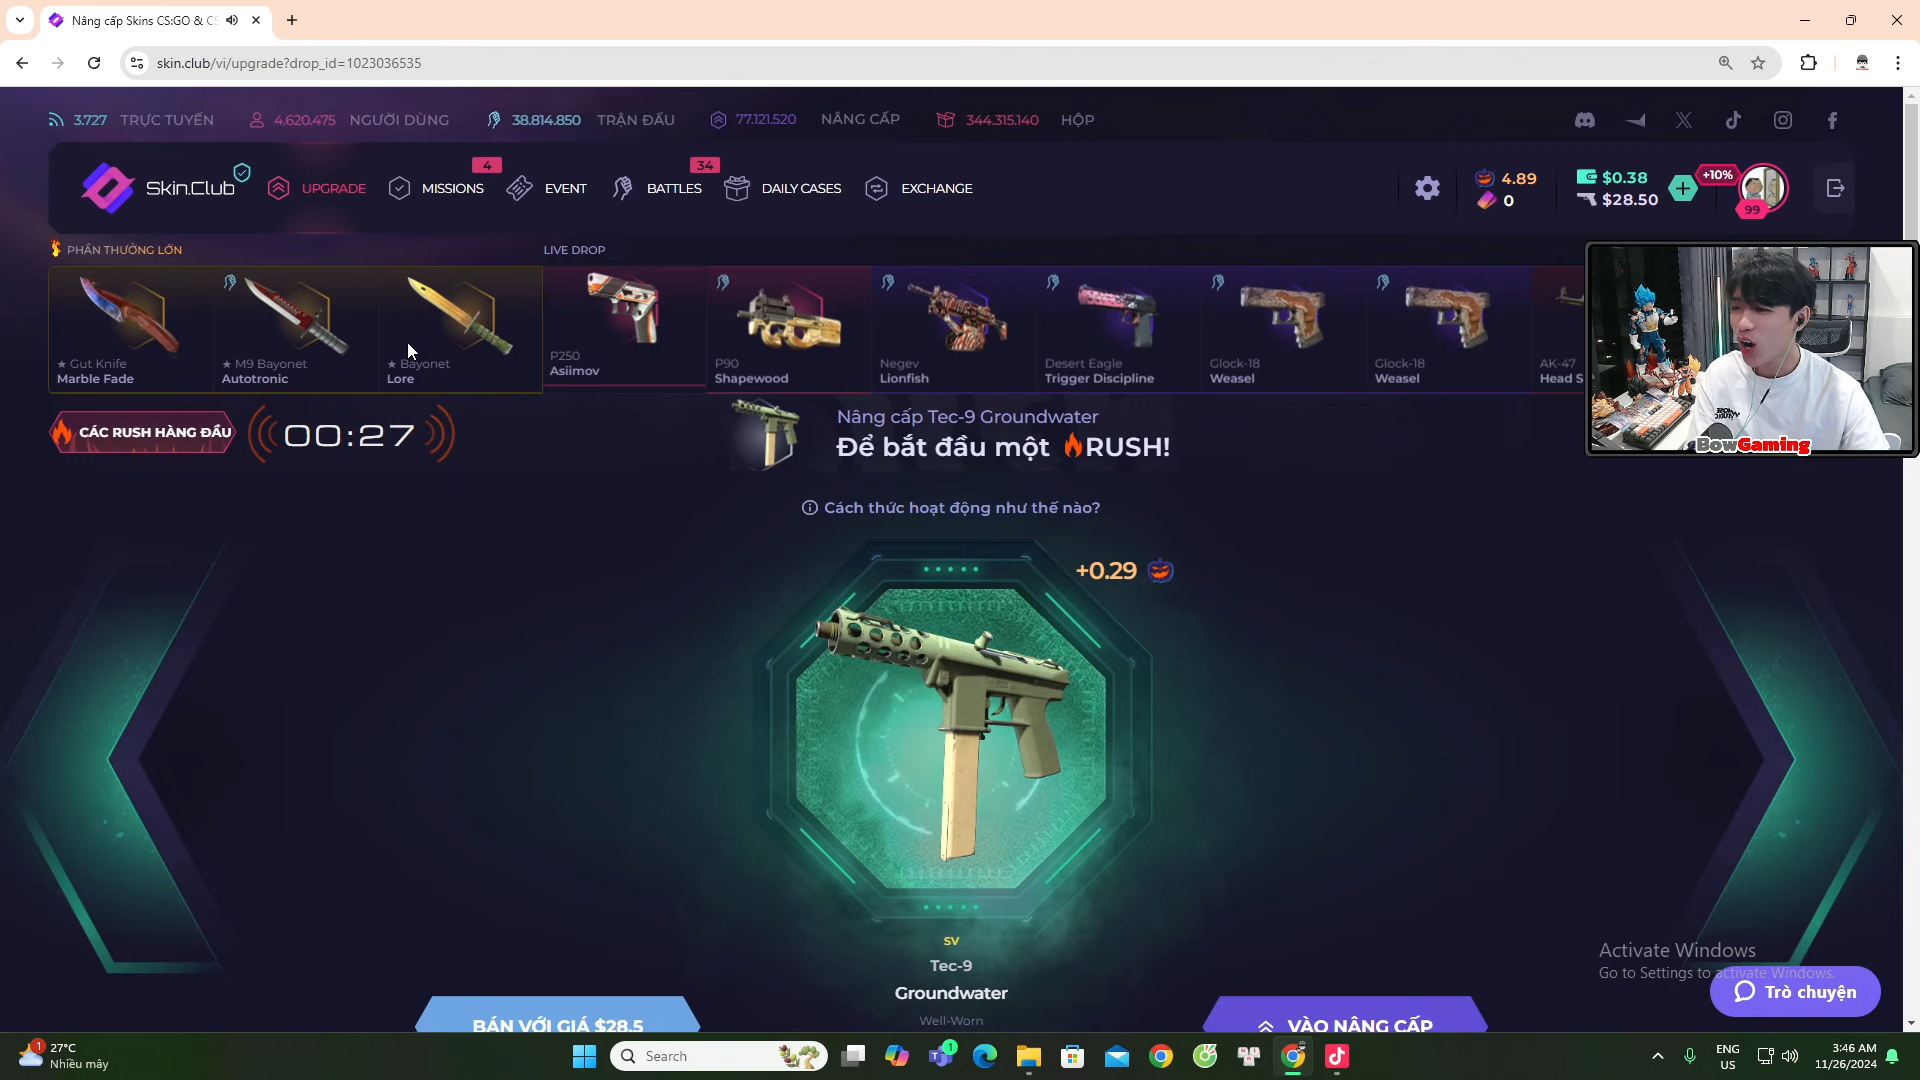 Nâng cấp Skins CS:GO & CS
skin.club/vi/upgrade?drop_id=1023036535
3.727 TRỰC TUYẾN 4.620.475 NGƯỜI DÙNG 38.814.850 TRẬN ĐẤU 77.121.520 NÂNG CẤP 344.315.140 HỘP
Skin.Club UPGRADE MISSIONS 4 EVENT BATTLES 34 DAILY CASES EXCHANGE
4.89 $0.38 +10%
0 $28.50 99
PHẦN THƯỞNG LỚN LIVE DROP
★ Gut Knife
Marble Fade
★ M9 Bayonet
Autotronic
★ Bayonet
Lore
P250
Asiimov
P90
Shapewood
Negev
Lionfish
Desert Eagle
Trigger Discipline
Glock-18
Weasel
Glock-18
Weasel
AK-47
Head S
BowGaming
CÁC RUSH HÀNG ĐẦU 00:27
Nâng cấp Tec-9 Groundwater
Để bắt đầu một RUSH!
Cách thức hoạt động như thế nào?
+0.29
SV
Tec-9
Groundwater
Well-Worn
BÁN VỚI GIÁ $28.5
VÀO NÂNG CẤP
Activate Windows
Go to Settings to activate Windows.
Trò chuyện
1
27°C
Nhiều mây
Search
1
ENG
US
3:46 AM
11/26/2024